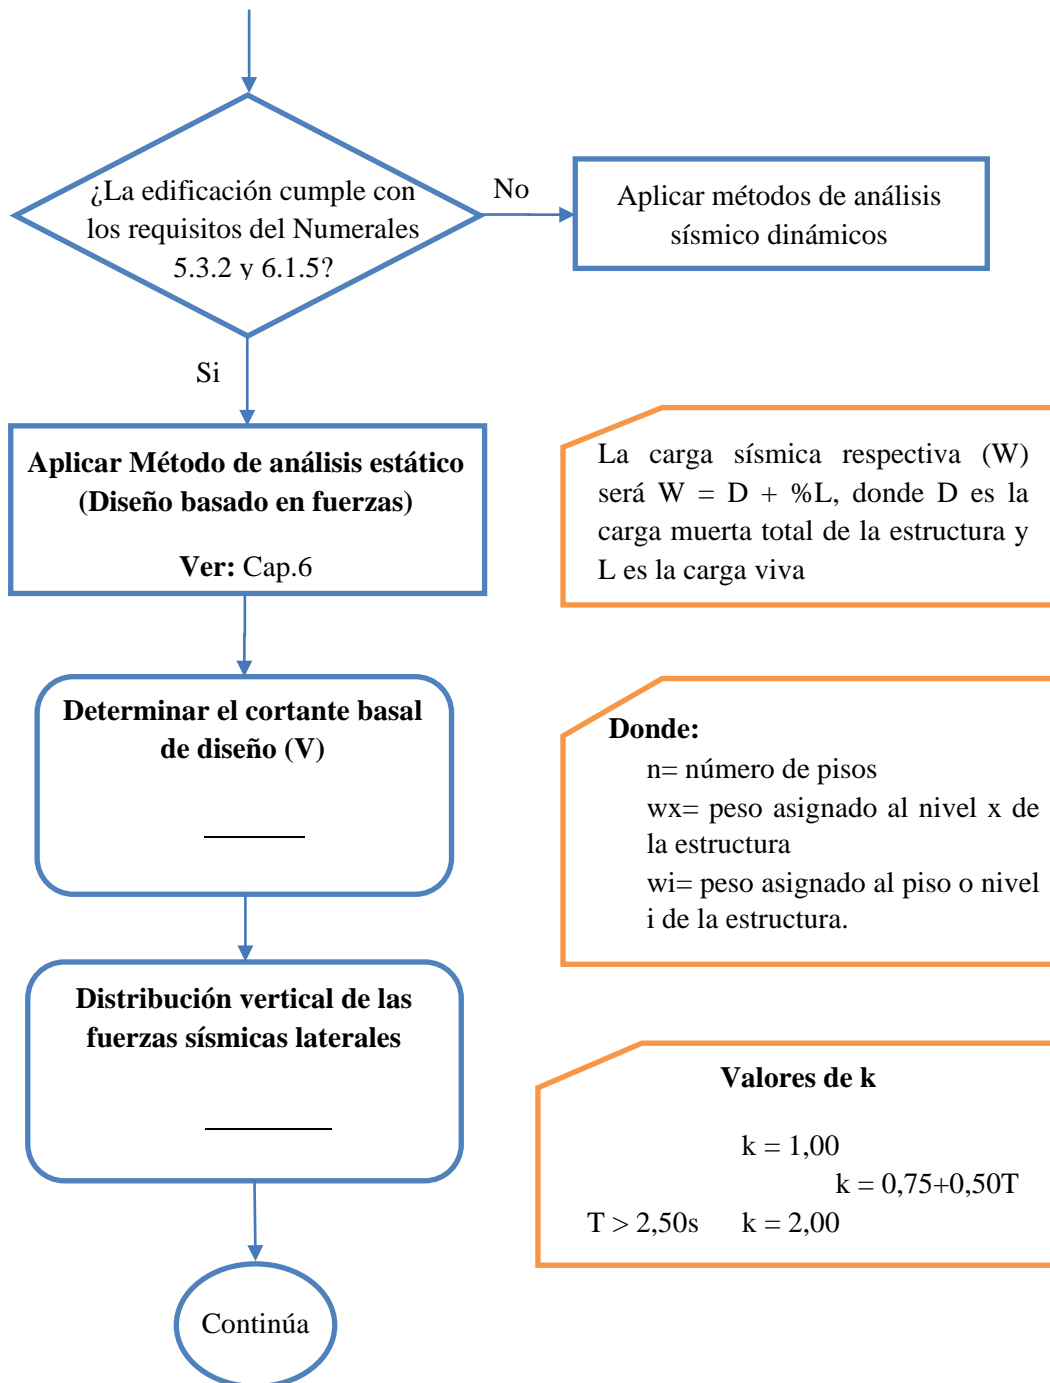 ¿La edificación cumple con
los requisitos del Numerales
5.3.2 y 6.1.5?
No
Aplicar métodos de análisis
sísmico dinámicos
Si
Aplicar Método de análisis estático
(Diseño basado en fuerzas)
Ver: Cap.6
La carga sísmica respectiva (W)
será W = D + %L, donde D es la
carga muerta total de la estructura y
L es la carga viva
Determinar el cortante basal
de diseño (V)
Donde:
n= número de pisos
wx= peso asignado al nivel x de
la estructura
wi= peso asignado al piso o nivel
i de la estructura.
Distribución vertical de las
fuerzas sísmicas laterales
Valores de k
k = 1,00
k = 0,75+0,50T
T > 2,50s k = 2,00
Continúa